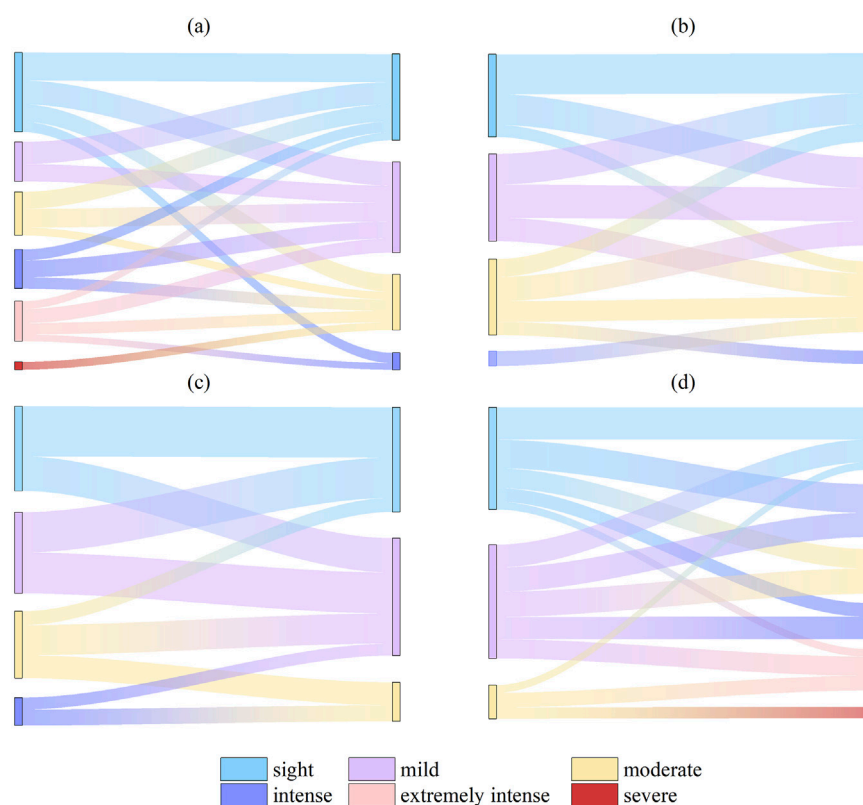 (a) (b)
(c) (d)
sight mild moderate
intense extremely intense severe